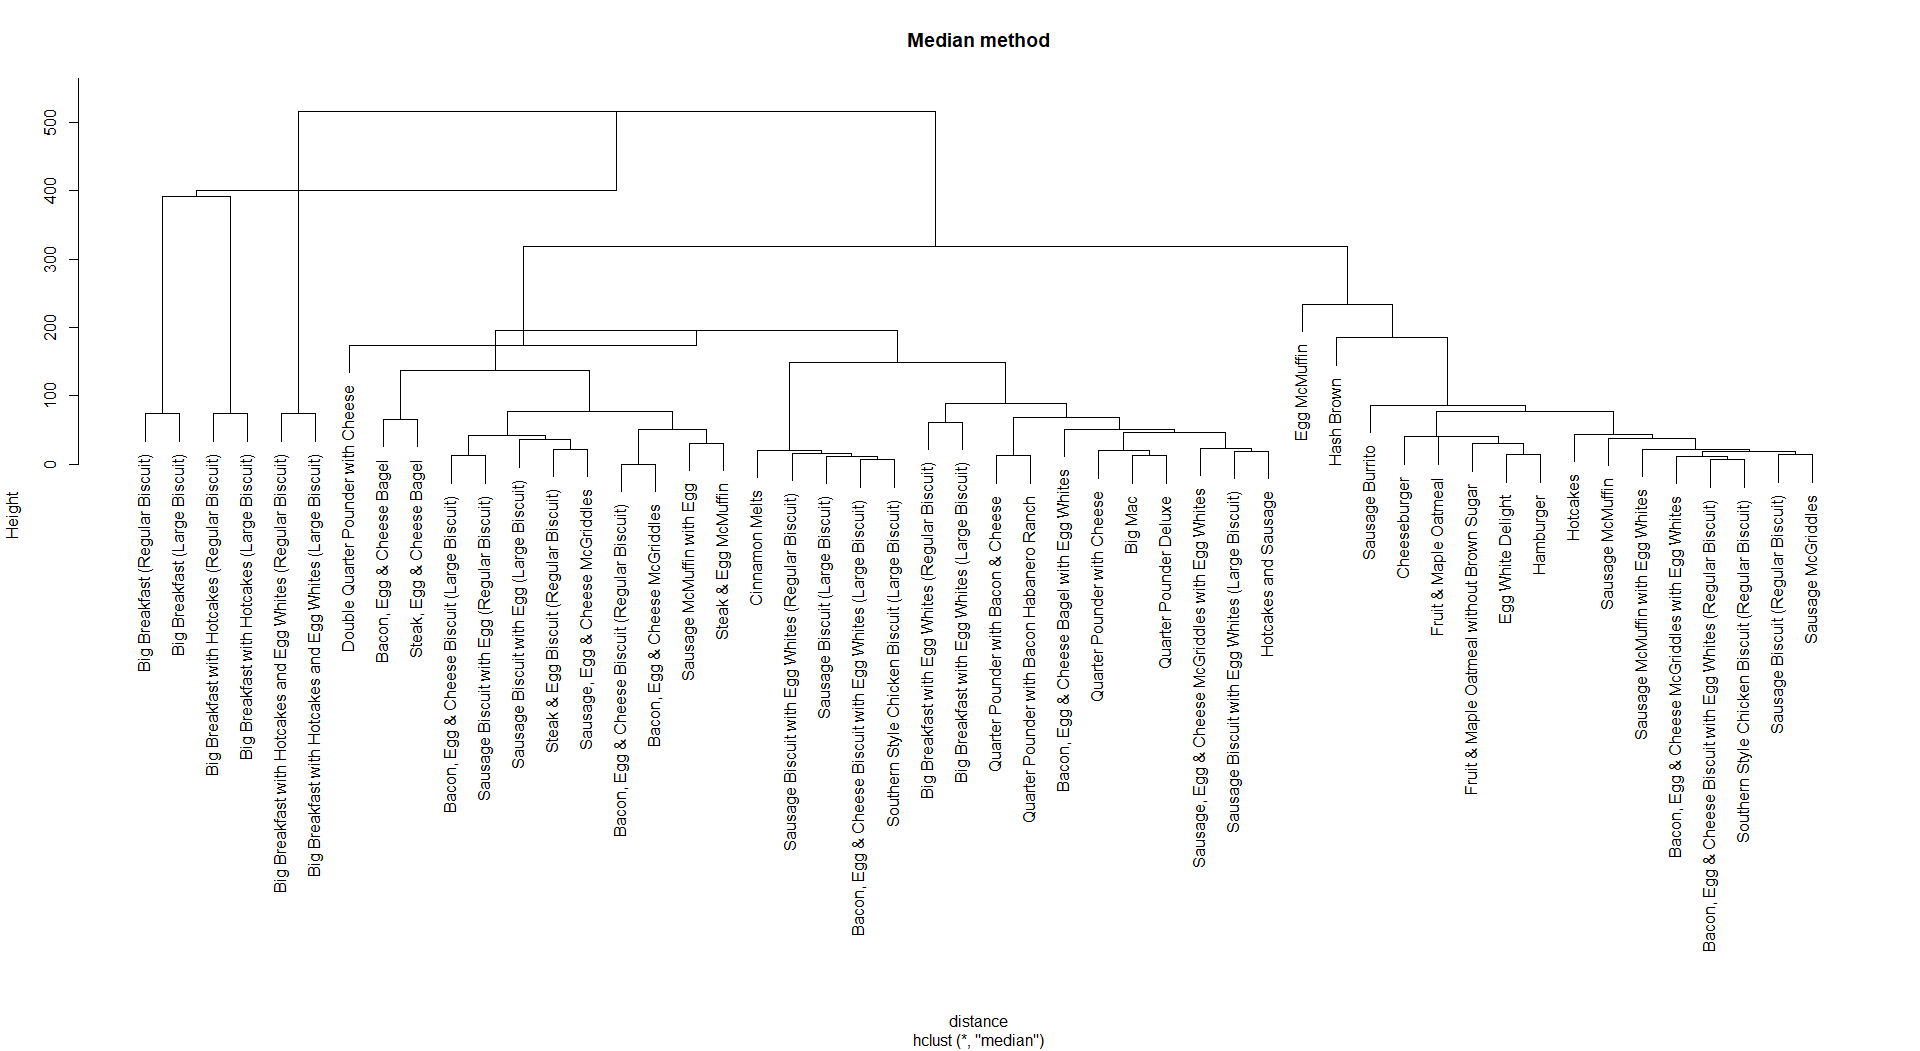 Median method
500
400
300
200
100
0
Height
Big Breakfast (Regular Biscuit)
Big Breakfast (Large Biscuit)
Big Breakfast with Hotcakes (Regular Biscuit)
Big Breakfast with Hotcakes (Large Biscuit)
Big Breakfast with Hotcakes and Egg Whites (Regular Biscuit)
Big Breakfast with Hotcakes and Egg Whites (Large Biscuit)
Double Quarter Pounder with Cheese
Bacon, Egg & Cheese Bagel
Steak, Egg & Cheese Bagel
Bacon, Egg & Cheese Biscuit (Large Biscuit)
Sausage Biscuit with Egg (Regular Biscuit)
Sausage Biscuit with Egg (Large Biscuit)
Steak & Egg Biscuit (Regular Biscuit)
Sausage, Egg & Cheese McGriddles
Bacon, Egg & Cheese Biscuit (Regular Biscuit)
Bacon, Egg & Cheese McGriddles
Sausage McMuffin with Egg
Steak & Egg McMuffin
Cinnamon Melts
Sausage Biscuit with Egg Whites (Regular Biscuit)
Sausage Biscuit (Large Biscuit)
Bacon, Egg & Cheese Biscuit with Egg Whites (Large Biscuit)
Southern Style Chicken Biscuit (Large Biscuit)
Big Breakfast with Egg Whites (Regular Biscuit)
Big Breakfast with Egg Whites (Large Biscuit)
Quarter Pounder with Bacon & Cheese
Quarter Pounder with Bacon Habanero Ranch
Bacon, Egg & Cheese Bagel with Egg Whites
Quarter Pounder with Cheese
Big Mac
Quarter Pounder Deluxe
Sausage, Egg & Cheese McGriddles with Egg Whites
Sausage Biscuit with Egg Whites (Large Biscuit)
Hotcakes and Sausage
Egg McMuffin
Hash Brown
Sausage Burrito
Cheeseburger
Fruit & Maple Oatmeal
Fruit & Maple Oatmeal without Brown Sugar
Egg White Delight
Hamburger
Hotcakes
Sausage McMuffin
Sausage McMuffin with Egg Whites
Bacon, Egg & Cheese McGriddles with Egg Whites
Bacon, Egg & Cheese Biscuit with Egg Whites (Regular Biscuit)
Southern Style Chicken Biscuit (Regular Biscuit)
Sausage Biscuit (Regular Biscuit)
Sausage McGriddles
distance
hclust (*, "median")